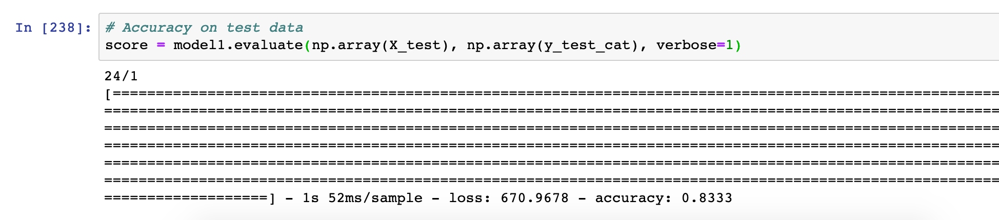 In [238]:
# Accuracy on test data
score = model1.evaluate(np.array(X_test), np.array(y_test_cat), verbose=1)
24/1
[========================================================================================================
========================================================================================================
========================================================================================================
========================================================================================================
========================================================================================================
========================================================================================================
===================] - 1s 52ms/sample - loss: 670.9678 - accuracy: 0.8333